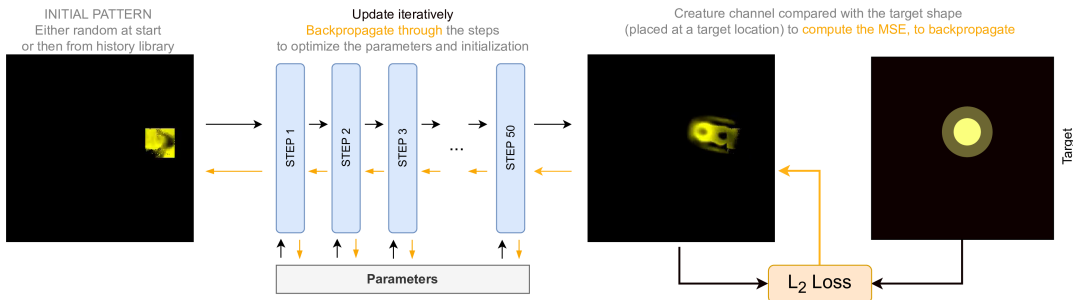 INITIAL PATTERN
Either random at start
or then from history library
Update iteratively
Backpropagate through the steps
to optimize the parameters and initialization
Creature channel compared with the target shape
(placed at a target location) to compute the MSE, to backpropagate
STEP 1
STEP 2
STEP 3
...
STEP 50
Target
Parameters
L₂ Loss